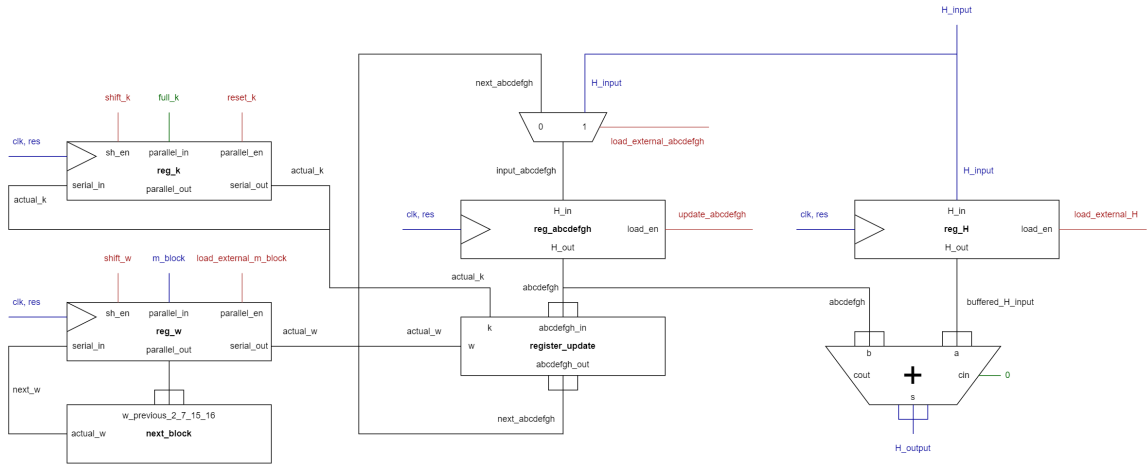 H_input
next_abcdefgh
H_input
shift_k
full_k
reset_k
0
1
load_external_abcdefgh
clk, res
sh_en
parallel_in
parallel_en
reg_k
serial_in
parallel_out
serial_out
actual_k
actual_k
input_abcdefgh
H_input
clk, res
H_in
reg_abcdefgh
load_en
H_out
update_abcdefgh
clk, res
H_in
reg_H
load_en
H_out
load_external_H
shift_w
m_block
load_external_m_block
actual_k
abcdefgh
abcdefgh
buffered_H_input
clk, res
sh_en
parallel_in
parallel_en
reg_w
serial_in
parallel_out
serial_out
actual_w
actual_w
k
abcdefgh_in
w
register_update
abcdefgh_out
b
a
cout
+
cin
0
s
next_w
w_previous_2_7_15_16
actual_w
next_block
next_abcdefgh
H_output